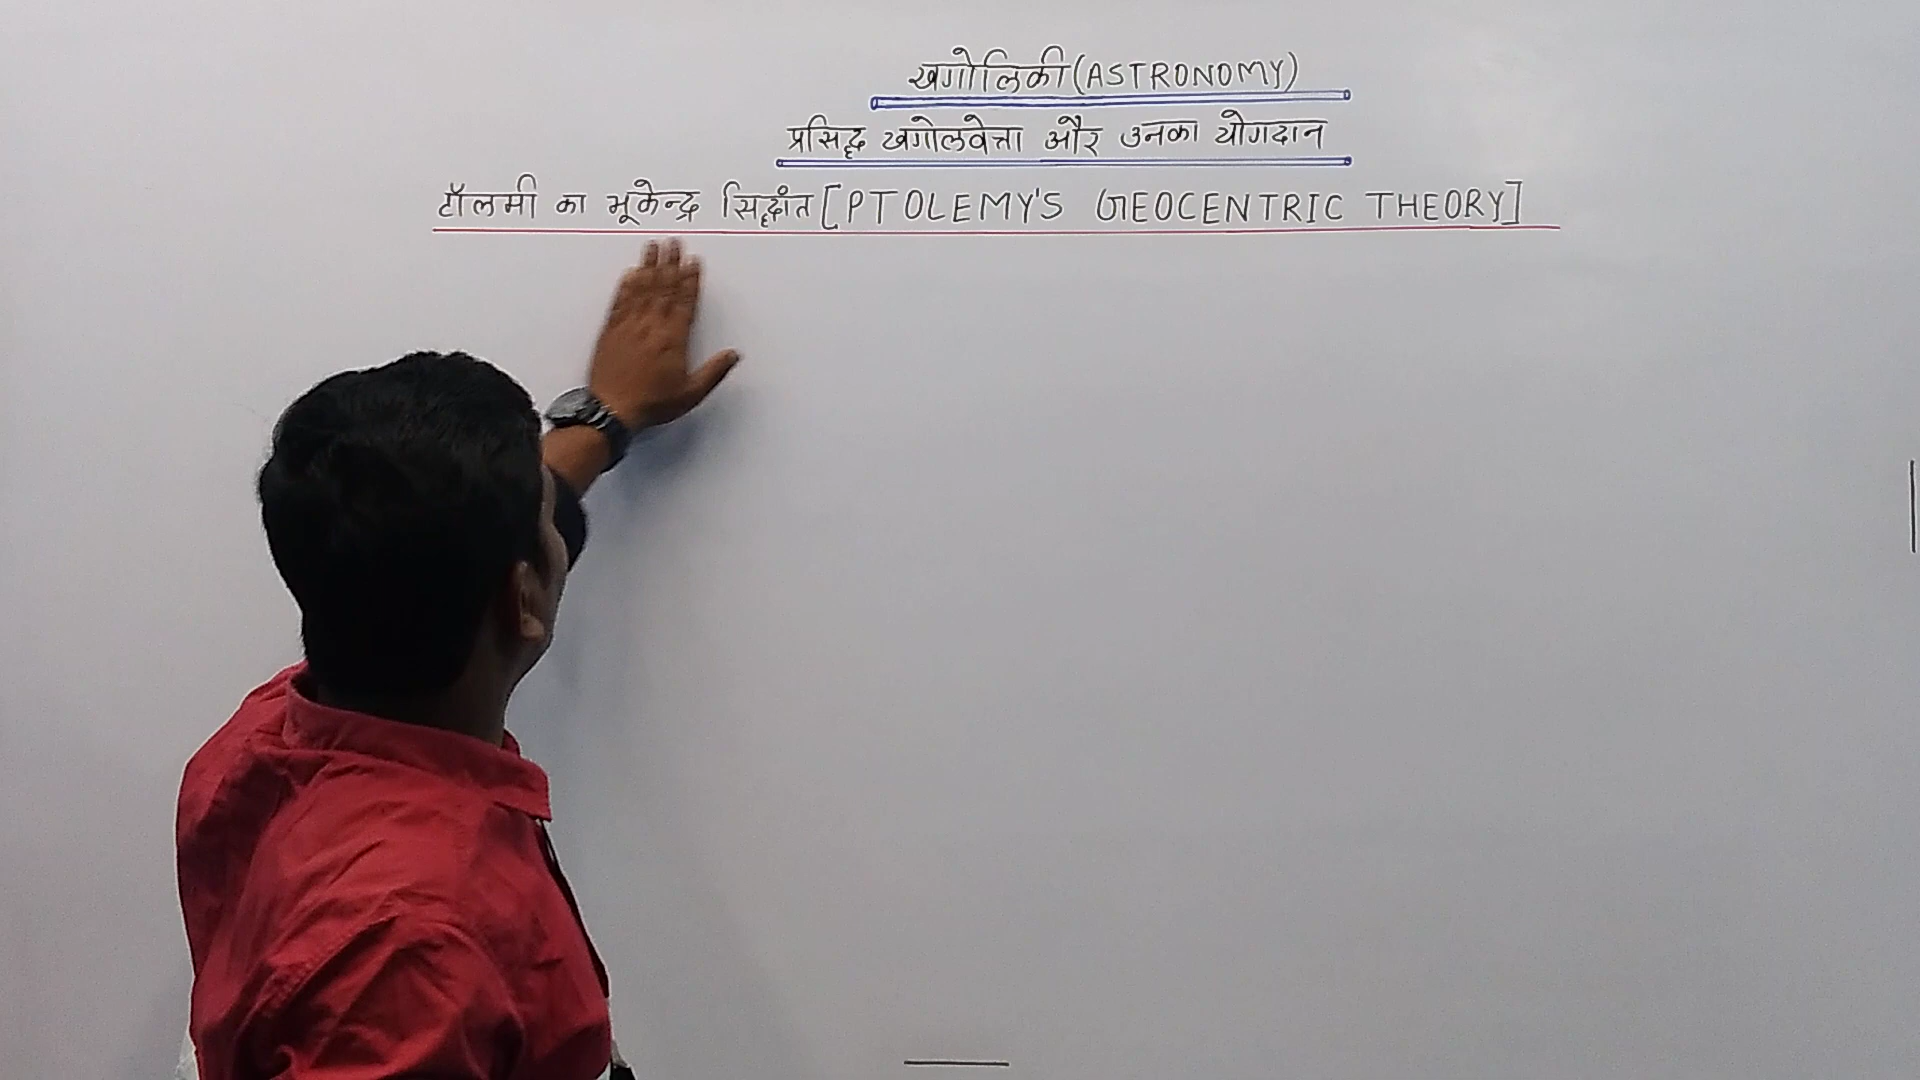 खगोलिकी (ASTRONOMY)
प्रसिद्ध खगोलवेत्ता और उनका योगदान
टॉलमी का भूकेन्द्र सिद्धांत [PTOLEMY'S GEOCENTRIC THEORY]